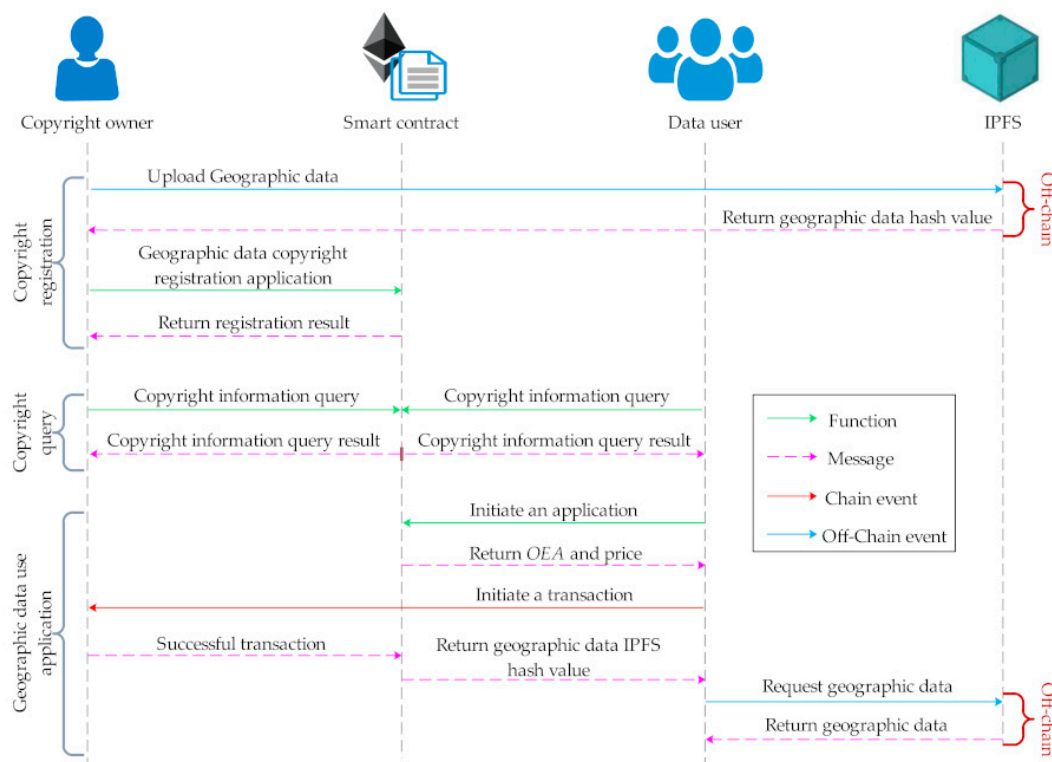 Copyright owner
Smart contract
Data user
IPFS
Upload Geographic data
Return geographic data hash value
Off-chain
Copyright
registration
Geographic data copyright
registration application
Return registration result
Copyright
query
Copyright information query
Copyright information query
Copyright information query result
Copyright information query result
Function
Message
Chain event
Off-Chain event
Geographic data use
application
Initiate an application
Return OEA and price
Initiate a transaction
Successful transaction
Return geographic data IPFS
hash value
Request geographic data
Return geographic data
Off-chain